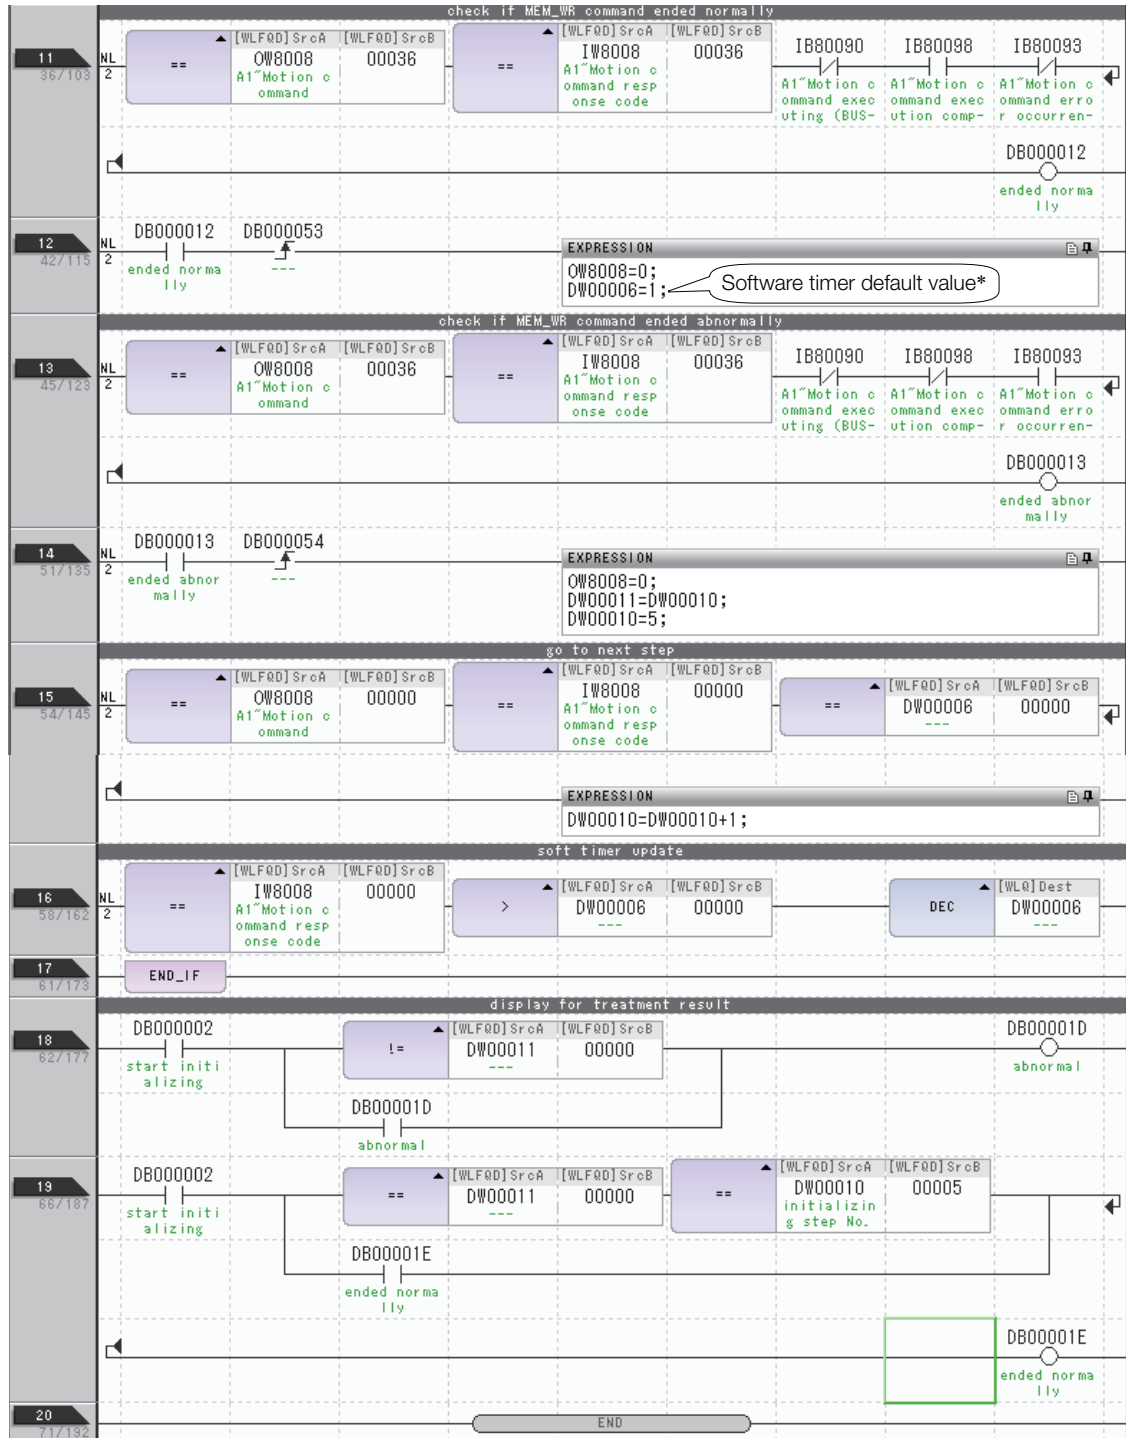 check if MEM_WR command ended normally
11
36/103
NL
2
==
[WLFQD]SrcA
OW8008
A1~Motion c
ommand
[WLFQD]SrcB
00036
==
[WLFQD]SrcA
IW8008
A1~Motion c
ommand resp
onse code
[WLFQD]SrcB
00036
IB80090
A1~Motion c
ommand exec
uting (BUS-
IB80098
A1~Motion c
ommand exec
ution comp-
IB80093
A1~Motion c
ommand erro
r occurren-
DB000012
ended norma
lly
12
42/115
NL
2
DB000012
ended norma
lly
DB000053
---
EXPRESSION
OW8008=0;
DW00006=1;
Software timer default value*
check if MEM_WR command ended abnormally
13
45/123
NL
2
==
[WLFQD]SrcA
OW8008
A1~Motion c
ommand
[WLFQD]SrcB
00036
==
[WLFQD]SrcA
IW8008
A1~Motion c
ommand resp
onse code
[WLFQD]SrcB
00036
IB80090
A1~Motion c
ommand exec
uting (BUS-
IB80098
A1~Motion c
ommand exec
ution comp-
IB80093
A1~Motion c
ommand erro
r occurren-
DB000013
ended abnor
mally
14
51/135
NL
2
DB000013
ended abnor
mally
DB000054
---
EXPRESSION
OW8008=0;
DW00011=DW00010;
DW00010=5;
go to next step
15
54/145
NL
2
==
[WLFQD]SrcA
OW8008
A1~Motion c
ommand
[WLFQD]SrcB
00000
==
[WLFQD]SrcA
IW8008
A1~Motion c
ommand resp
onse code
[WLFQD]SrcB
00000
==
[WLFQD]SrcA
DW00006
---
[WLFQD]SrcB
00000
EXPRESSION
DW00010=DW00010+1;
soft timer update
16
58/162
NL
2
==
[WLFQD]SrcA
IW8008
A1~Motion c
ommand resp
onse code
[WLFQD]SrcB
00000
>
[WLFQD]SrcA
DW00006
---
[WLFQD]SrcB
00000
DEC
[WLQ]Dest
DW00006
---
17
61/173
END_IF
display for treatment result
18
62/177
DB000002
start initi
alizing
!=
[WLFQD]SrcA
DW00011
---
[WLFQD]SrcB
00000
DB00001D
abnormal
DB00001D
abnormal
19
66/187
DB000002
start initi
alizing
==
[WLFQD]SrcA
DW00011
---
[WLFQD]SrcB
00000
==
[WLFQD]SrcA
DW00010
initializin
g step No.
[WLFQD]SrcB
00005
DB00001E
ended norma
lly
DB00001E
ended norma
lly
20
71/192
END